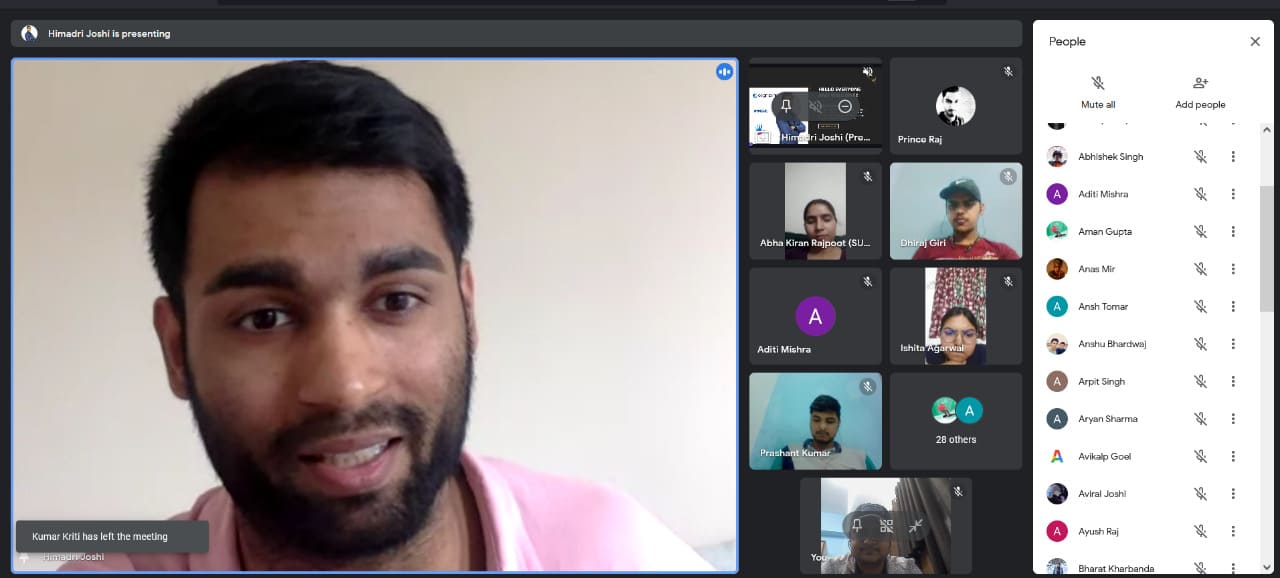 Himadri Joshi is presenting
HELLO EVERYONE
Himadri Joshi (Pre...
Prince Raj
Abha Kiran Rajpoot (SU...
Dhiraj Giri
A
Aditi Mishra
Ishita Agarwal
Prashant Kumar
A
28 others
You
Kumar Kriti has left the meeting
Himadri Joshi
People
Mute all
Add people
Abhishek Singh
A
Aditi Mishra
Aman Gupta
Anas Mir
A
Ansh Tomar
Anshu Bhardwaj
A
Arpit Singh
A
Aryan Sharma
A
Avikalp Goel
Aviral Joshi
A
Ayush Raj
Bharat Kharbanda